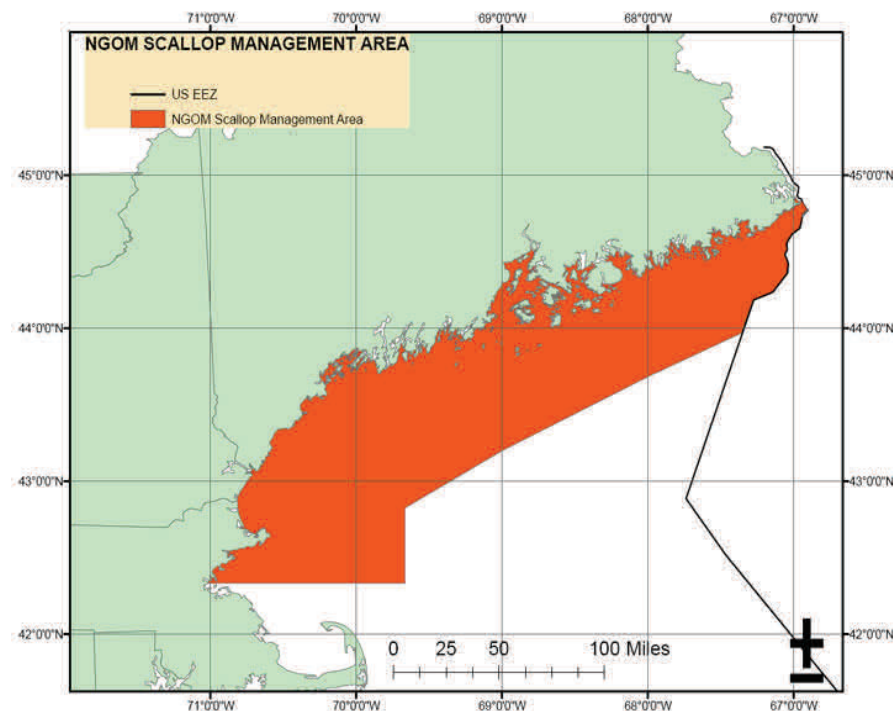 71°0'0"W 70°0'0"W 69°0'0"W 68°0'0"W 67°0'0"W
NGOM SCALLOP MANAGEMENT AREA
US EEZ
NGOM Scallop Management Area
45°0'0"N 45°0'0"N
44°0'0"N 44°0'0"N
43°0'0"N 43°0'0"N
42°0'0"N 42°0'0"N
0 25 50 100 Miles
71°0'0"W 70°0'0"W 69°0'0"W 68°0'0"W 67°0'0"W